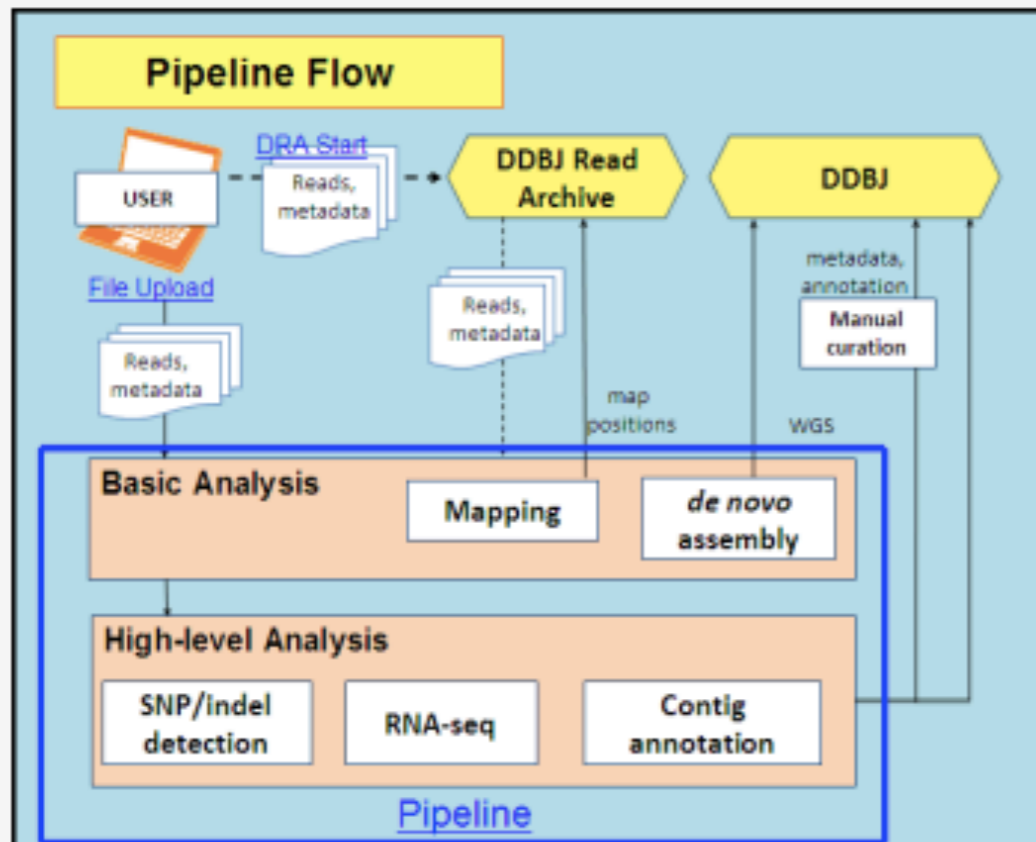 Pipeline Flow
DRA Start
USER
Reads,
metadata
DDBJ Read
Archive
DDBJ
File Upload
Reads,
metadata
Reads,
metadata
metadata,
annotation
Manual
curation
map
positions
WGS
Basic Analysis
Mapping
de novo
assembly
High-level Analysis
SNP/indel
detection
RNA-seq
Contig
annotation
Pipeline